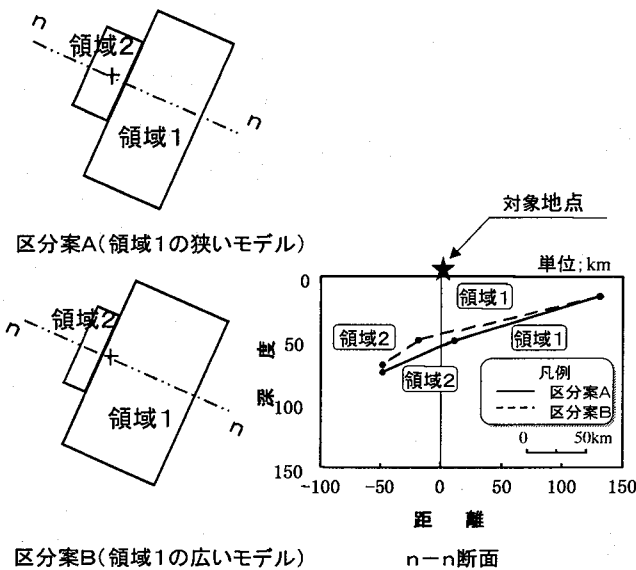 n
領域2
n
領域1
区分案A(領域1の狭いモデル)
n
領域2
領域1
n
区分案B(領域1の広いモデル)
対象地点
単位;km
0
50
100
150
深度
領域1
領域2
領域1
領域2
凡例
区分案A
区分案B
0 50km
-100 -50 0 50 100 150
距離
n-n断面